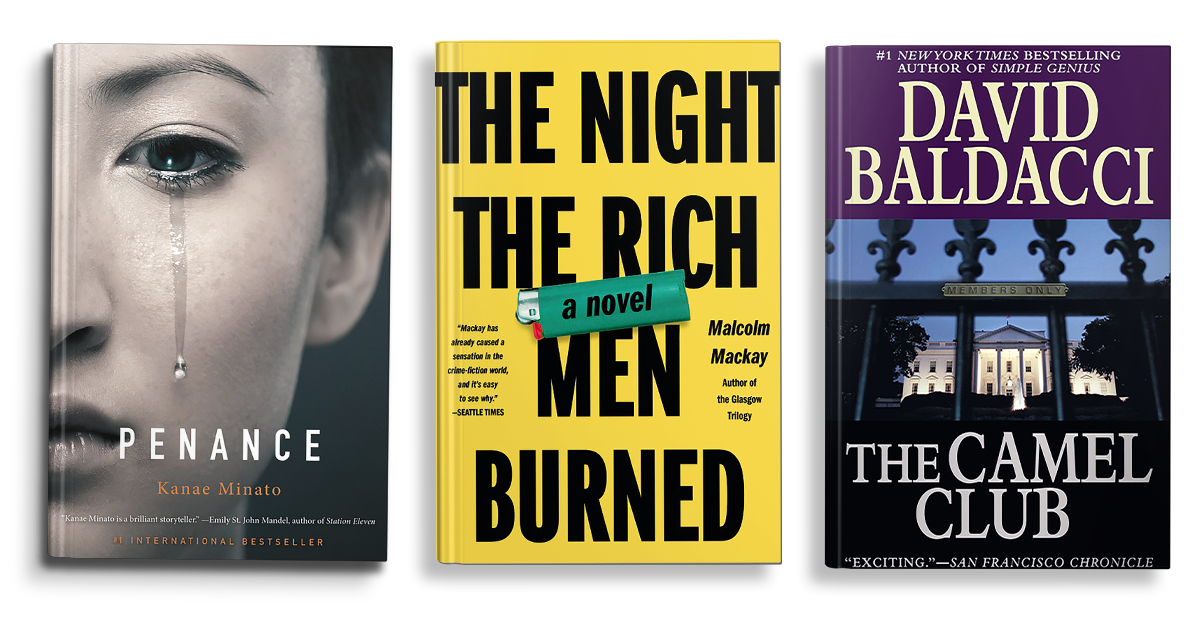 PENANCE
Kanae Minato
"Kanae Minato is a brilliant storyteller." —Emily St. John Mandel, author of Station Eleven
#1 INTERNATIONAL BESTSELLER
THE NIGHT
THE RICH
a novel
MEN
BURNED
"Mackay has
already caused a
sensation in the
crime-fiction world,
and it's easy
to see why."
—SEATTLE TIMES
Malcolm
Mackay
Author of
the Glasgow
Trilogy
#1 NEW YORK TIMES BESTSELLING
AUTHOR OF SIMPLE GENIUS
DAVID
BALDACCI
MEMBERS ONLY
THE CAMEL
CLUB
"EXCITING."—SAN FRANCISCO CHRONICLE